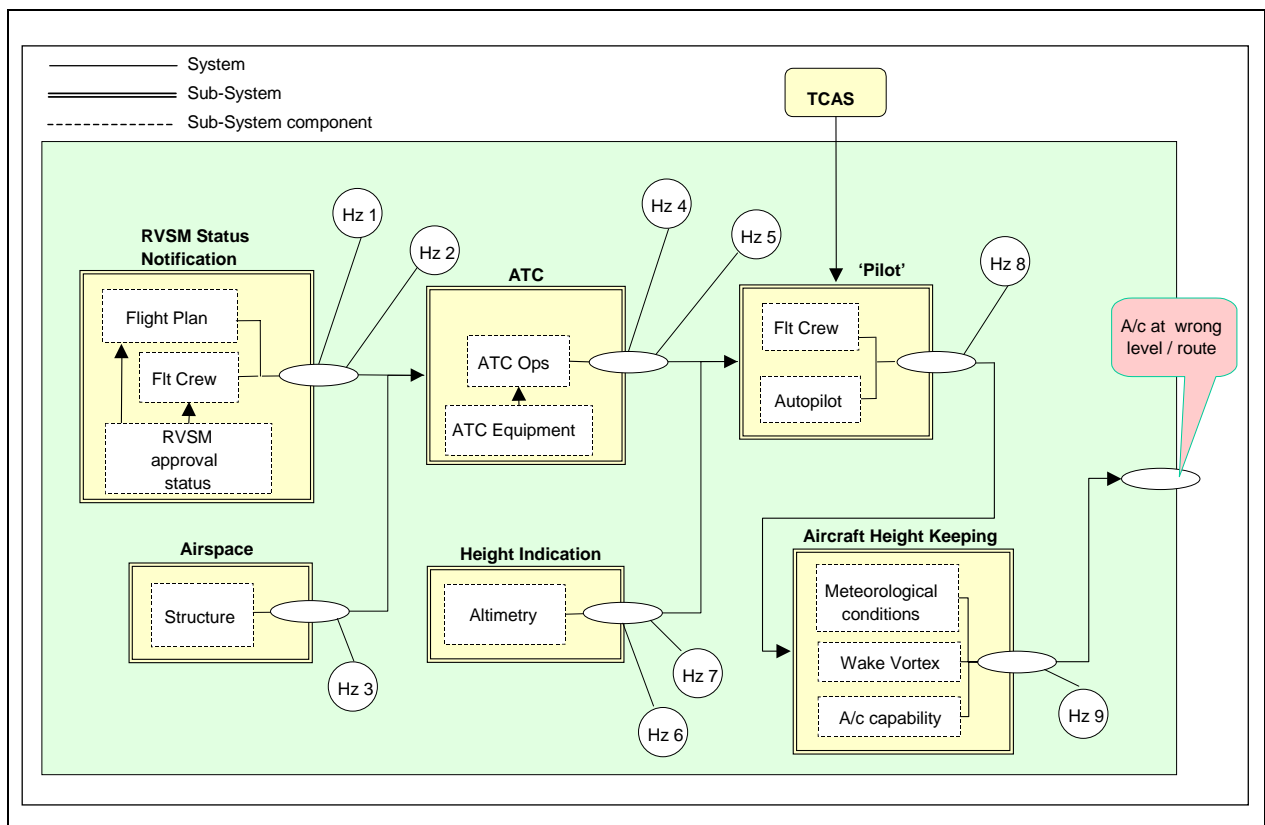 System
Sub-System
Sub-System component
TCAS
RVSM Status
Notification
Flight Plan
Flt Crew
RVSM
approval
status
Hz 1
Hz 2
ATC
ATC Ops
ATC Equipment
Hz 4
Hz 5
'Pilot'
Flt Crew
Autopilot
Hz 8
A/c at wrong
level / route
Airspace
Structure
Hz 3
Height Indication
Altimetry
Hz 7
Hz 6
Aircraft Height Keeping
Meteorological
conditions
Wake Vortex
A/c capability
Hz 9